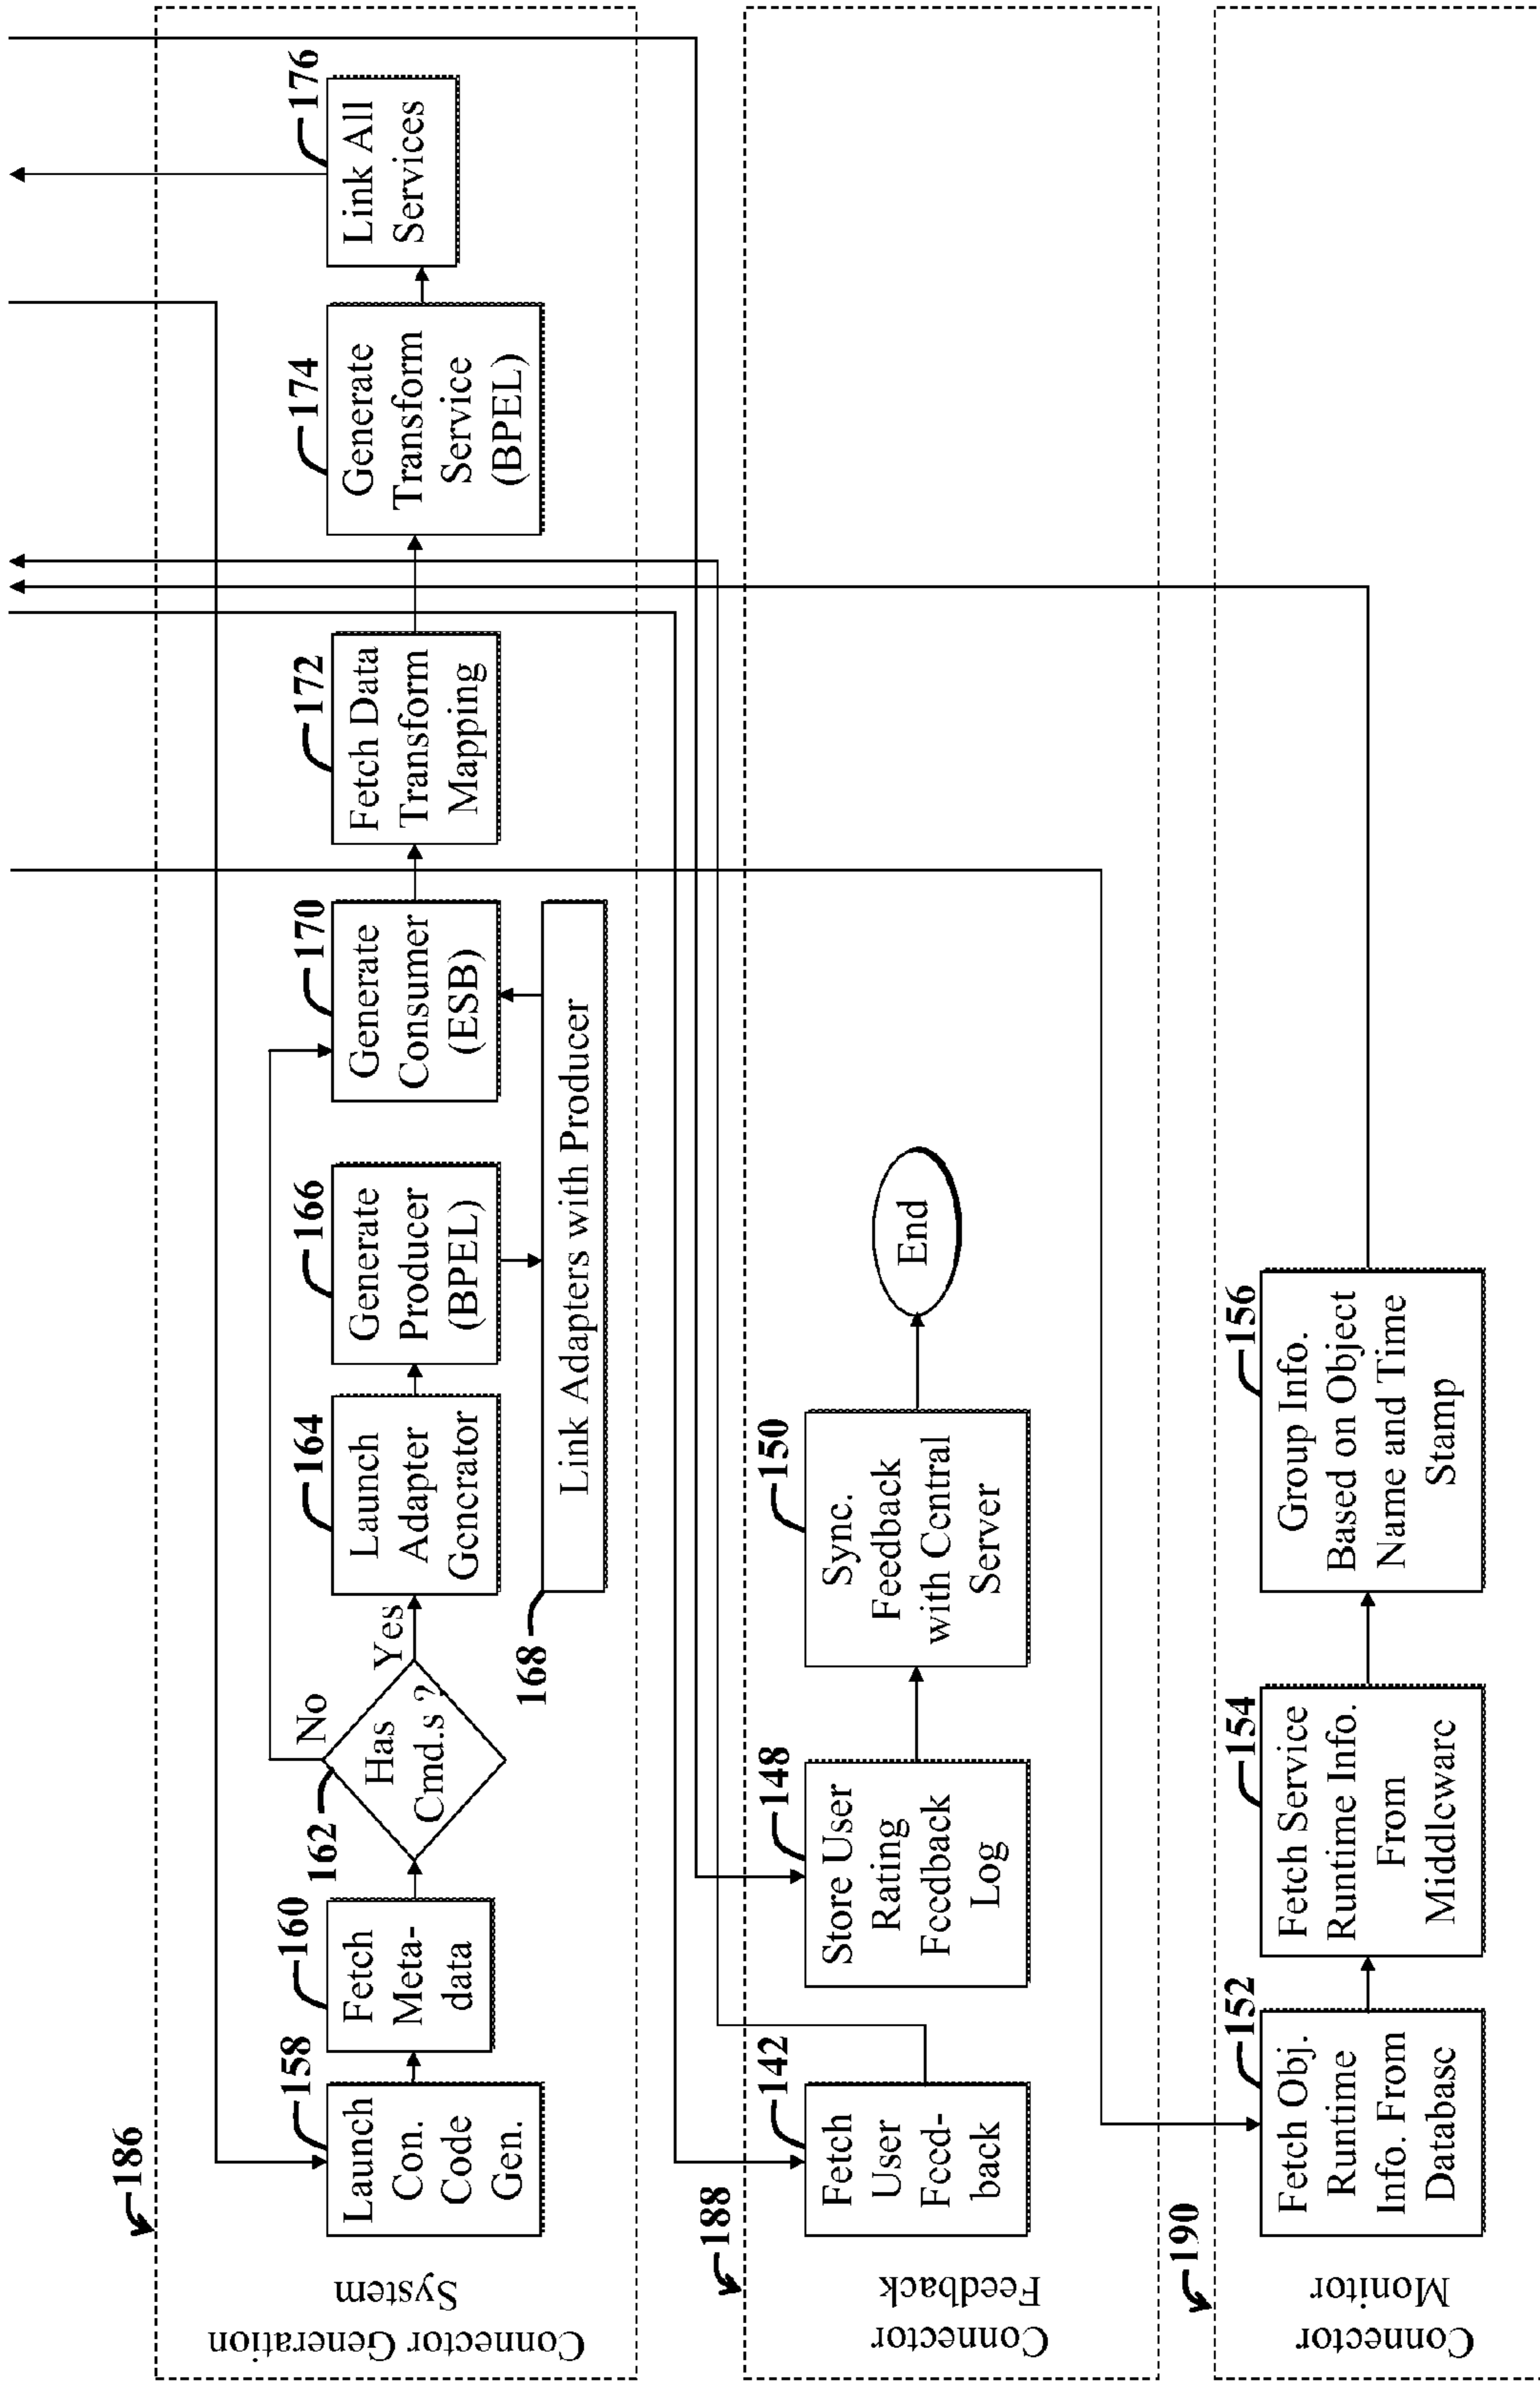 186
Connector Generation
System
158
Launch
Con.
Code
Gen.
160
Fetch
Meta-
data
162
Has
Cmd.s ?
No
Yes
164
Launch
Adapter
Generator
166
Generate
Producer
(BPEL)
168
Link Adapters with Producer
170
Generate
Consumer
(ESB)
172
Fetch Data
Transform
Mapping
174
Generate
Transform
Service
(BPEL)
176
Link All
Services
188
Connector
Feedback
142
Fetch
User
Feed-
back
148
Store User
Rating
Feedback
Log
150
Sync.
Feedback
with Central
Server
End
190
Connector
Monitor
152
Fetch Obj.
Runtime
Info. From
Database
154
Fetch Service
Runtime Info.
From
Middleware
156
Group Info.
Based on Object
Name and Time
Stamp